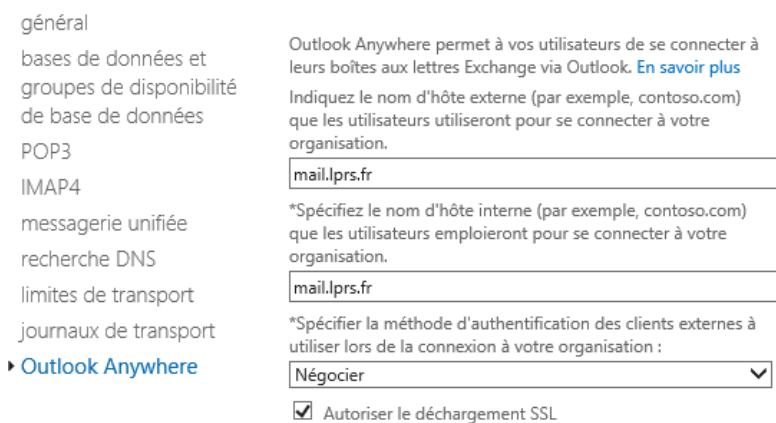 général
bases de données et
groupes de disponibilité
de base de données
POP3
IMAP4
messagerie unifiée
recherche DNS
limites de transport
journaux de transport
Outlook Anywhere
Outlook Anywhere permet à vos utilisateurs de se connecter à
leurs boîtes aux lettres Exchange via Outlook. En savoir plus
Indiquez le nom d'hôte externe (par exemple, contoso.com)
que les utilisateurs utiliseront pour se connecter à votre
organisation.
mail.lprs.fr
*Spécifiez le nom d'hôte interne (par exemple, contoso.com)
que les utilisateurs emploieront pour se connecter à votre
organisation.
mail.lprs.fr
*Spécifier la méthode d'authentification des clients externes à
utiliser lors de la connexion à votre organisation :
Négocier
Autoriser le déchargement SSL